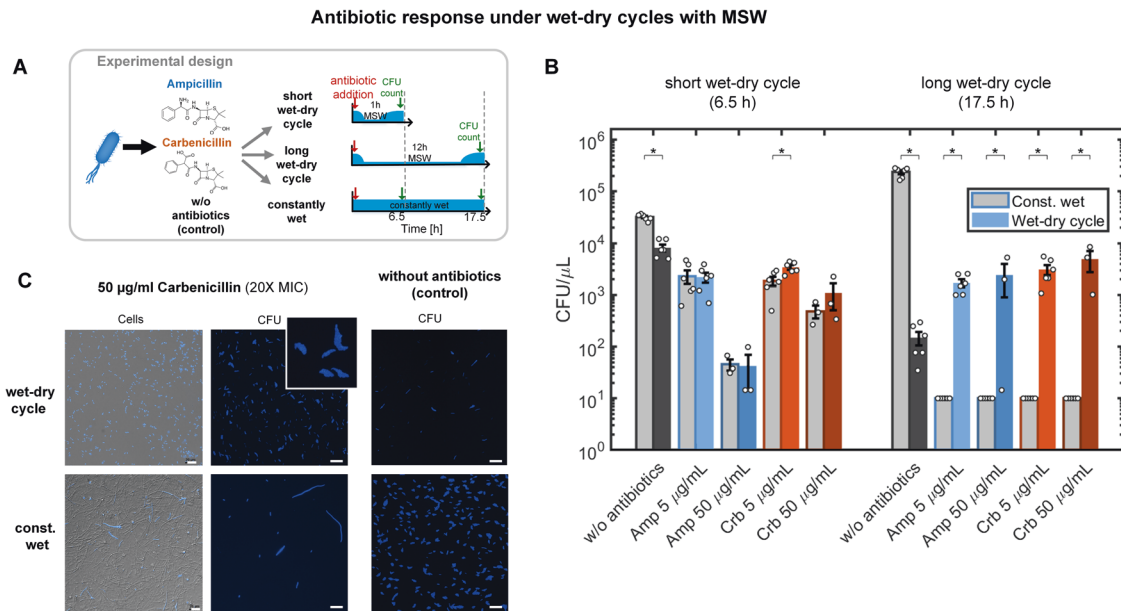 Antibiotic response under wet-dry cycles with MSW
A
Experimental design
Ampicillin
NH₂
OH
Carbenicillin
HO
OH
OH
w/o
antibiotics
(control)
short
wet-dry
cycle
long
wet-dry
cycle
constantly
wet
antibiotic
addition
CFU
count
1h
MSW
CFU
count
12h
MSW
constantly wet
6.5
17.5
Time [h]
B
short wet-dry cycle
(6.5 h)
long wet-dry cycle
(17.5 h)
CFU/μL
10⁶
10⁵
10⁴
10³
10²
10¹
10⁰
* * * * * * *
Const. wet
Wet-dry cycle
w/o antibiotics
Amp 5 μg/mL
Amp 50 μg/mL
Crb 5 μg/mL
Crb 50 μg/mL
w/o antibiotics
Amp 5 μg/mL
Amp 50 μg/mL
Crb 5 μg/mL
Crb 50 μg/mL
C
50 μg/ml Carbenicillin (20X MIC)
without antibiotics
(control)
Cells
CFU
CFU
wet-dry
cycle
const.
wet